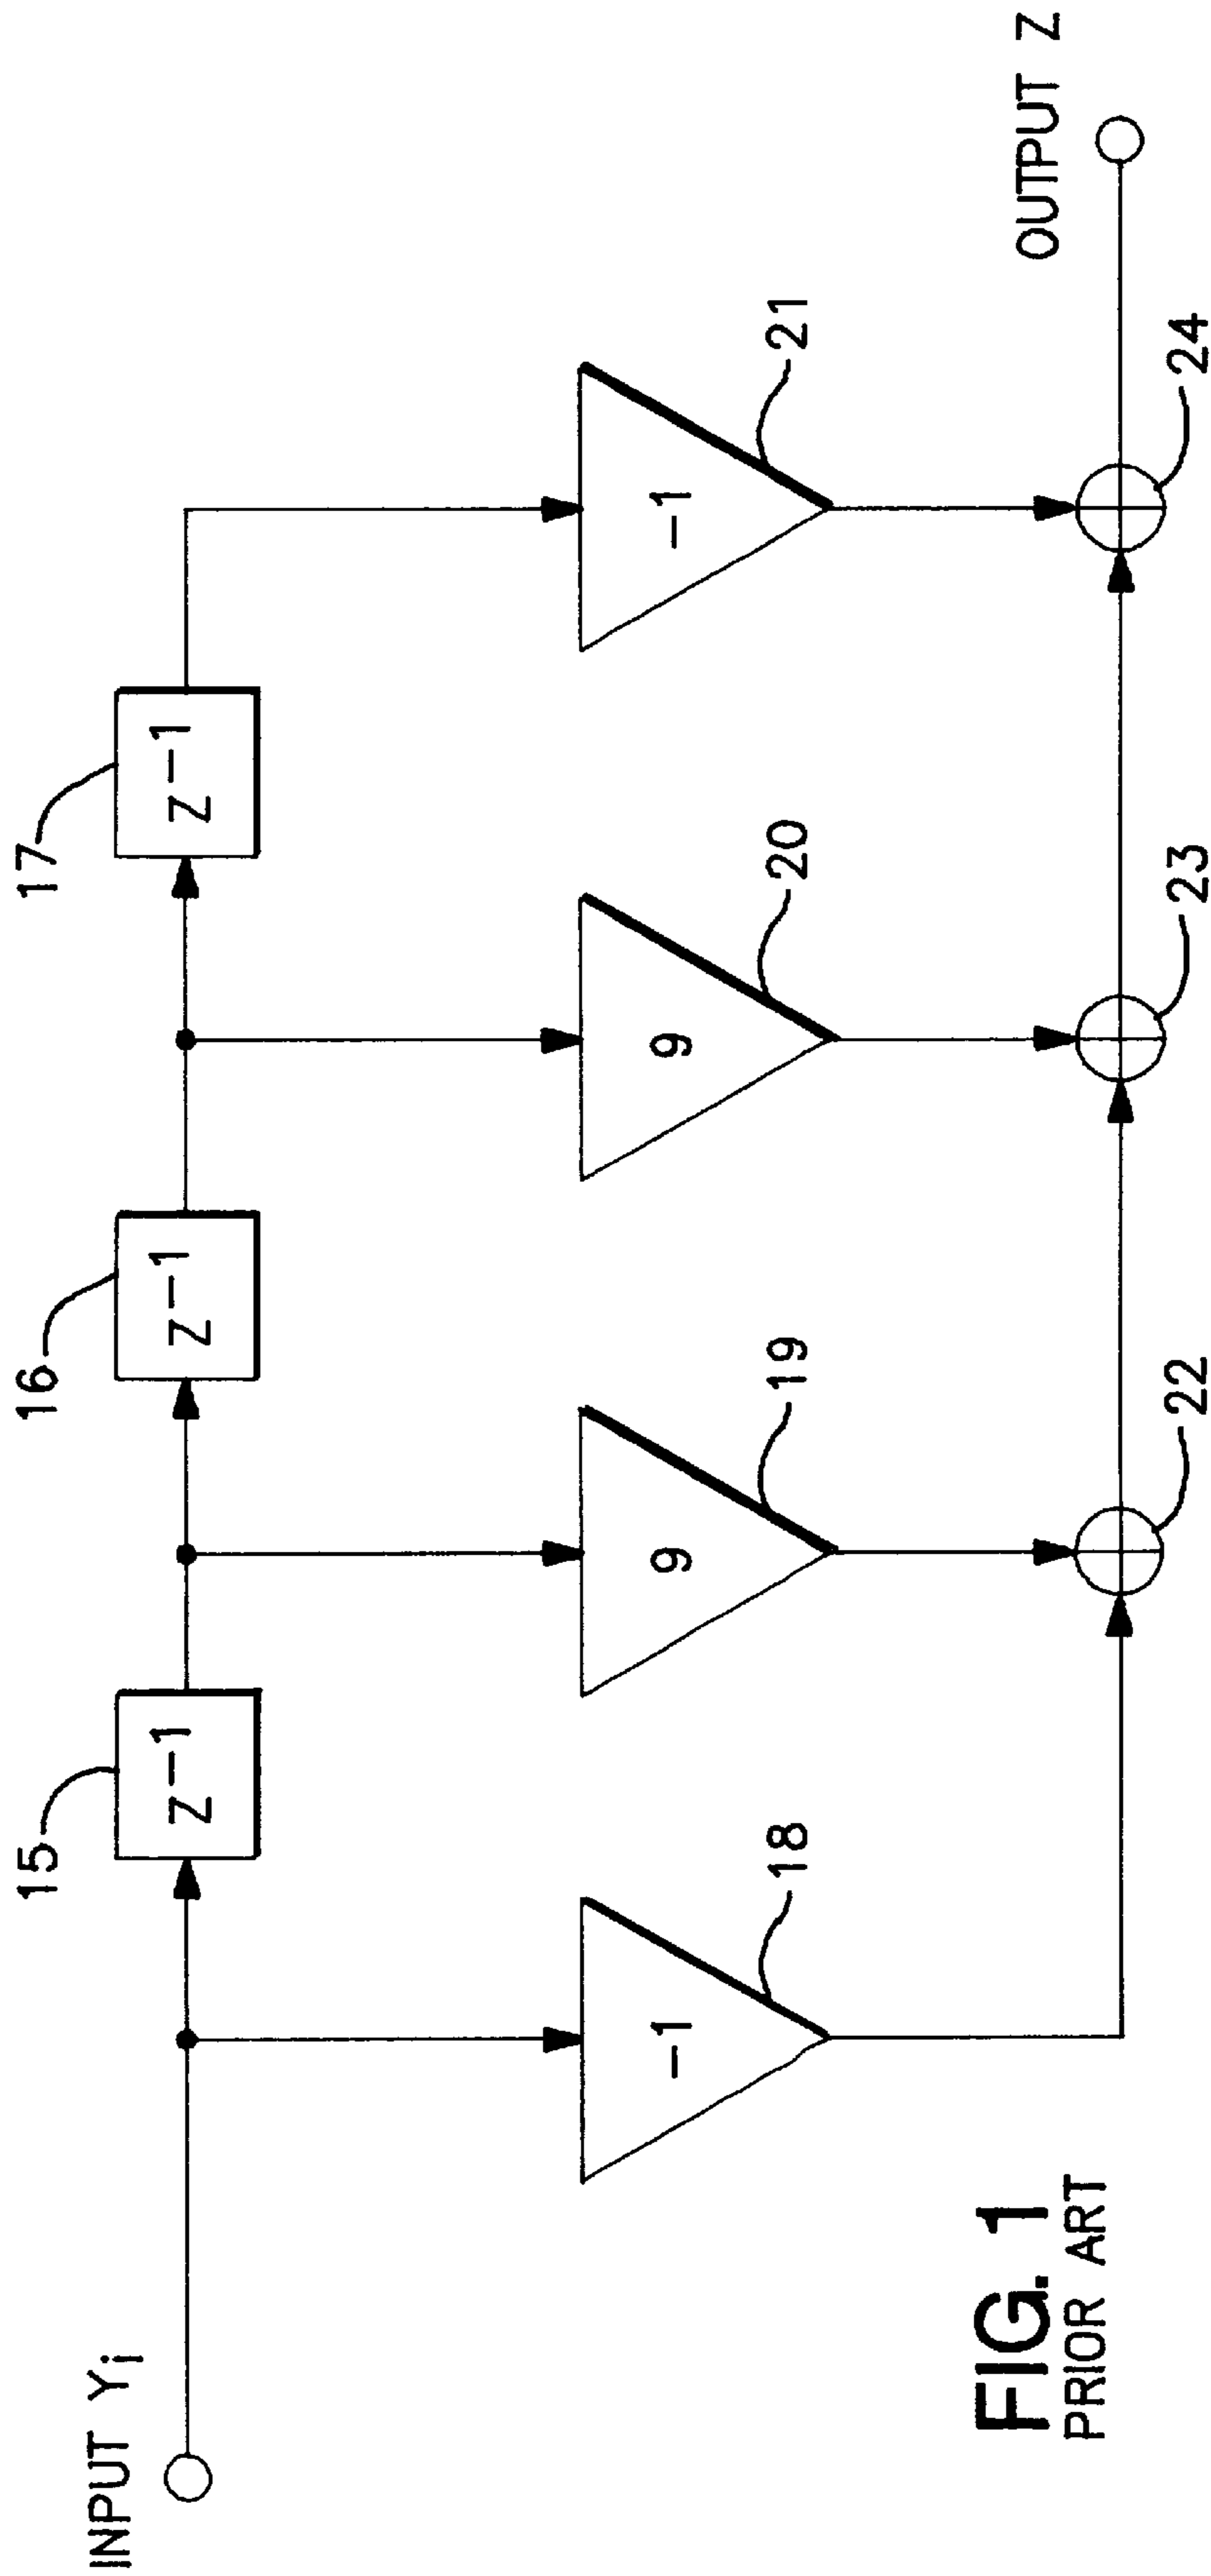 INPUT Yi
15
z⁻¹
16
z⁻¹
17
z⁻¹
-1
18
9
19
9
20
-1
21
22
23
24
OUTPUT Z
FIG. 1
PRIOR ART